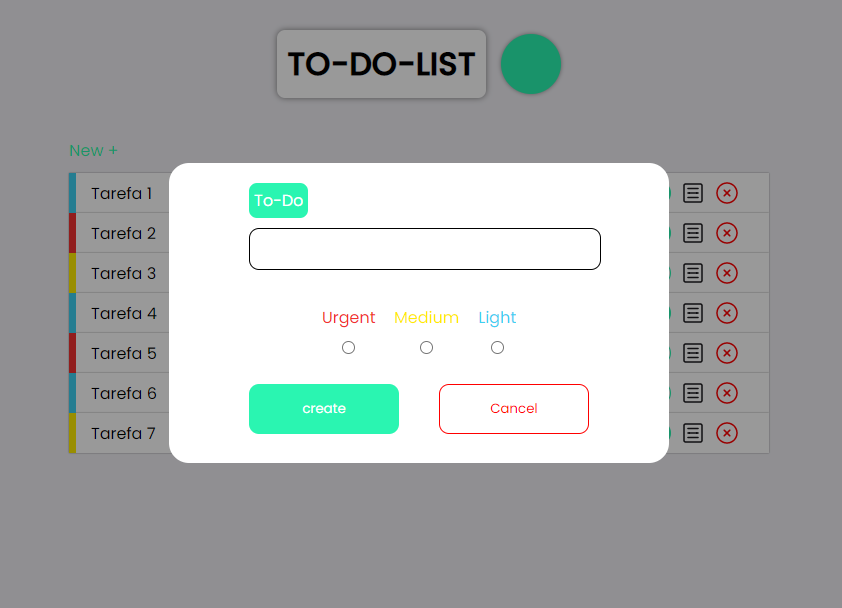 TO-DO-LIST
New +
To-Do
Tarefa 1
Tarefa 2
Tarefa 3
Tarefa 4
Tarefa 5
Tarefa 6
Tarefa 7
Urgent Medium Light
create Cancel